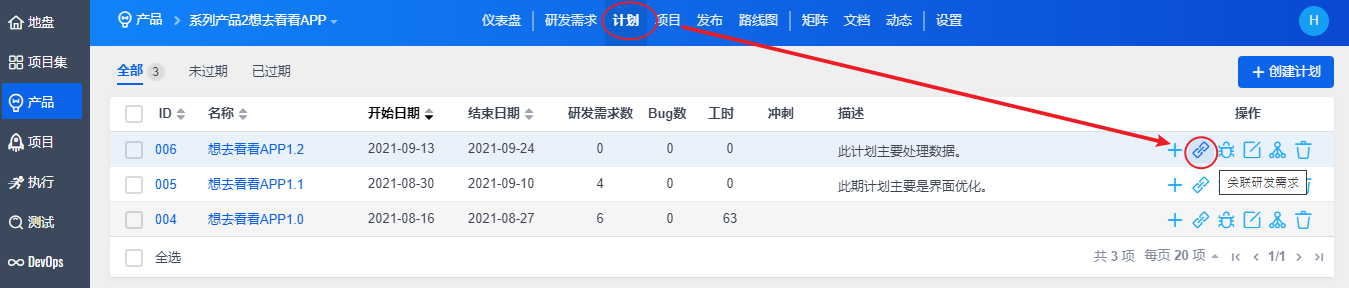 地盘
项目集
产品
项目
执行
测试
DevOps
产品 系列产品2想去看看APP
仪表盘 研发需求 计划 项目 发布 路线图 矩阵 文档 动态 设置
H
全部 3 未过期 已过期
创建计划
ID 名称 开始日期 结束日期 研发需求数 Bug数 工时 冲刺 描述 操作
006 想去看看APP1.2 2021-09-13 2021-09-24 0 0 0 此计划主要处理数据。
005 想去看看APP1.1 2021-08-30 2021-09-10 4 0 0 此期计划主要是界面优化。
关联研发需求
004 想去看看APP1.0 2021-08-16 2021-08-27 6 0 63
全选
共 3 项 每页 20 项 1/1